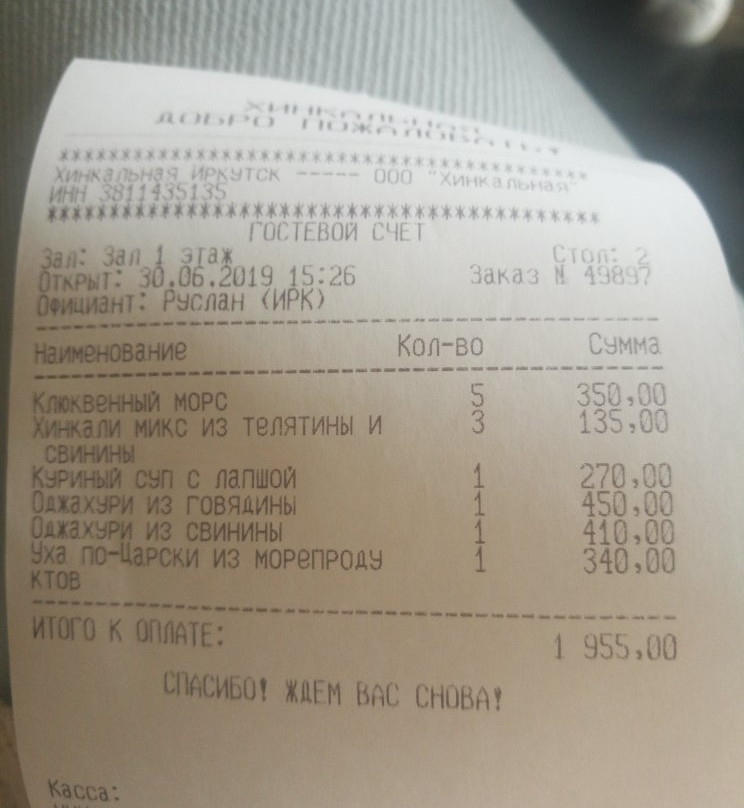 ХИНКАЛЬНАЯ
ДОБРО ПОЖАЛОВАТЬ!
****************************************
Хинкальная Иркутск ----- ООО "Хинкальная"
ИНН 3811435135
****************************************
ГОСТЕВОЙ СЧЕТ
Зал: Зал 1 этаж Стол: 2
Открыт: 30.06.2019 15:26 Заказ № 49897
Официант: Руслан (ИРК)
Наименование Кол-во Сумма
Клюквенный морс 5 350,00
Хинкали микс из телятины и 3 135,00
свинины
Куриный суп с лапшой 1 270,00
Оджахури из говядины 1 450,00
Оджахури из свинины 1 410,00
Уха по-Царски из морепроду 1 340,00
ктов
ИТОГО К ОПЛАТЕ: 1 955,00
СПАСИБО! ЖДЕМ ВАС СНОВА!
Касса: